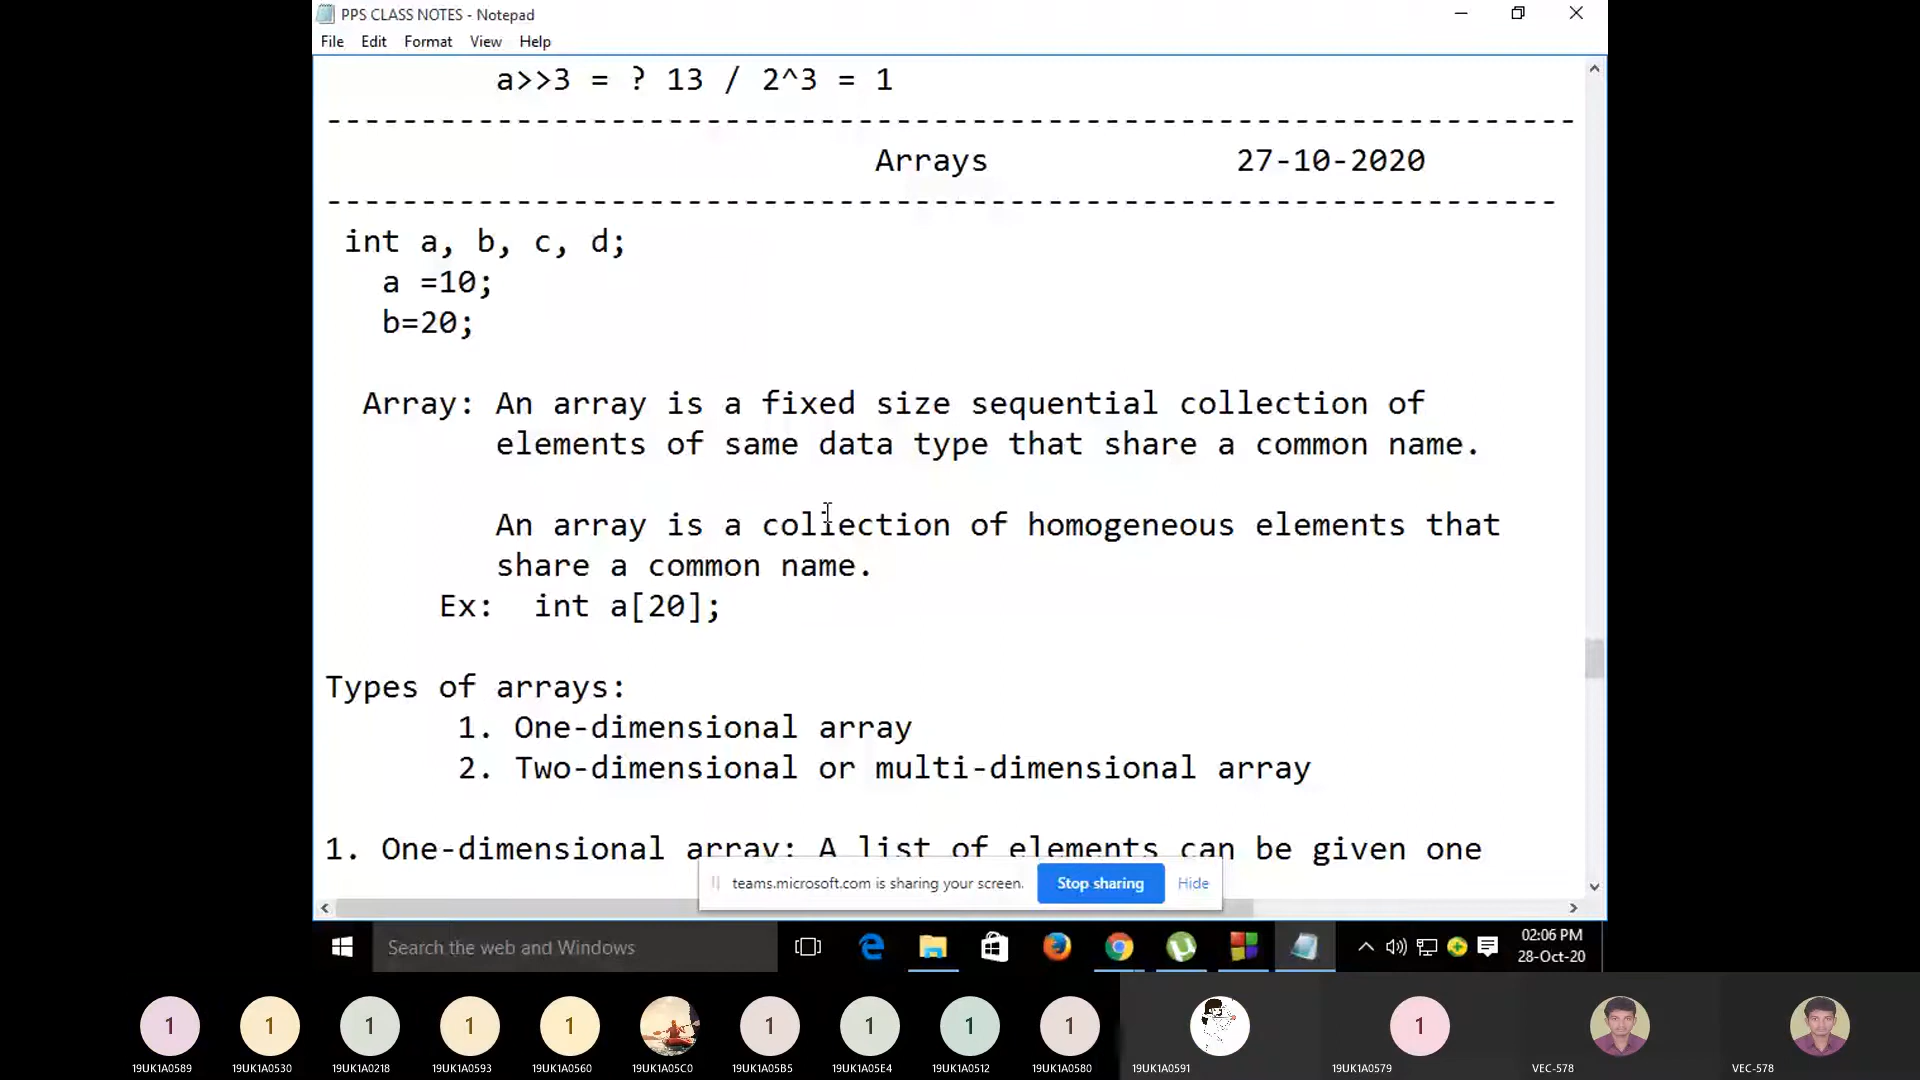 PPS CLASS NOTES - Notepad
File Edit Format View Help
a>>3 = ? 13 / 2^3 = 1
-----------------------------------------------------------------
Arrays 27-10-2020
-----------------------------------------------------------------
int a, b, c, d;
a =10;
b=20;
Array: An array is a fixed size sequential collection of
elements of same data type that share a common name.
An array is a collection of homogeneous elements that
share a common name.
Ex: int a[20];
Types of arrays:
1. One-dimensional array
2. Two-dimensional or multi-dimensional array
1. One-dimensional array: A list of elements can be given one
teams.microsoft.com is sharing your screen. Stop sharing Hide
Search the web and Windows
02:06 PM
28-Oct-20
1 1 1 1 1 1 1 1 1 1
19UK1A0589 19UK1A0530 19UK1A0218 19UK1A0593 19UK1A0560 19UK1A05C0 19UK1A05B5 19UK1A05E4 19UK1A0512 19UK1A0580 19UK1A0591 19UK1A0579 VEC-578 VEC-578